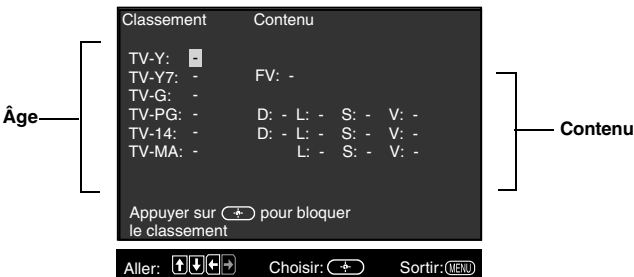 Classement Contenu
TV-Y: -
TV-Y7: - FV: -
TV-G: -
TV-PG: - D: - L: - S: - V: -
TV-14: - D: - L: - S: - V: -
TV-MA: - L: - S: - V: -
Âge
Contenu
Appuyer sur pour bloquer
le classement
Aller: Choisir: Sortir: MENU